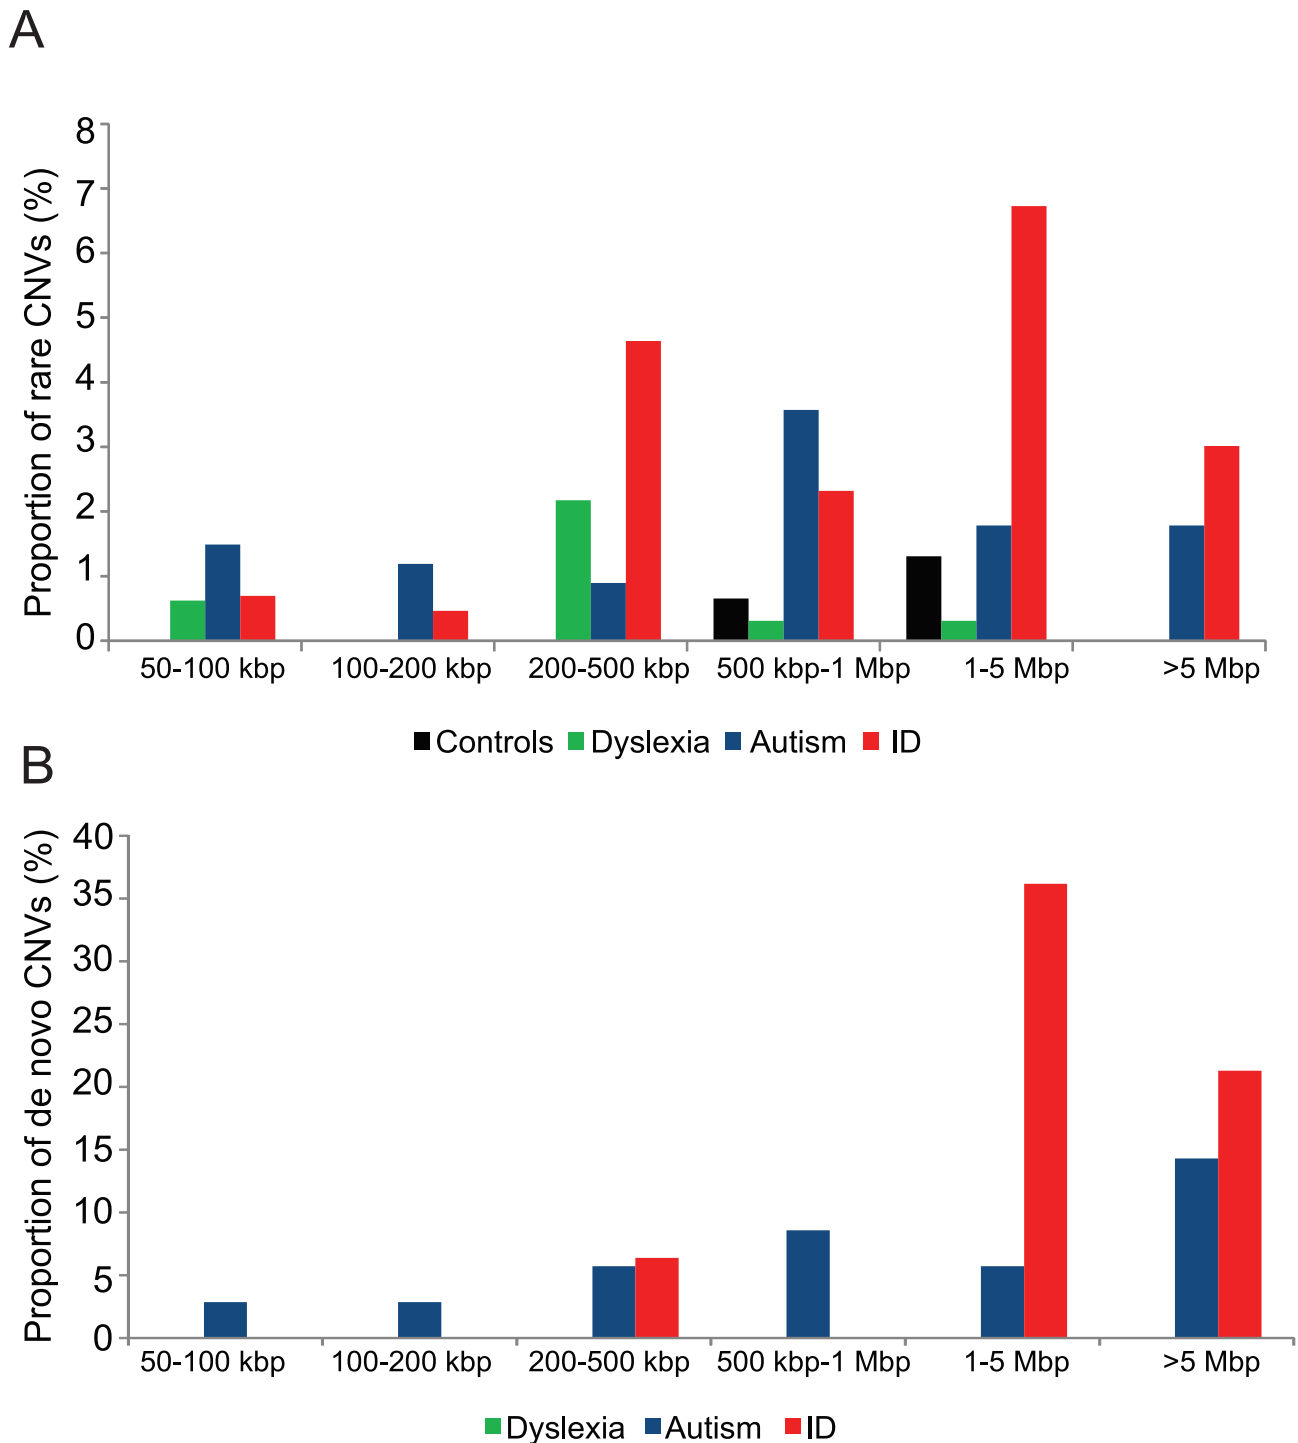 A
Proportion of rare CNVs (%)
8
7
6
5
4
3
2
1
0
50-100 kbp 100-200 kbp 200-500 kbp 500 kbp-1 Mbp 1-5 Mbp >5 Mbp
Controls Dyslexia Autism ID
B
Proportion of de novo CNVs (%)
40
35
30
25
20
15
10
5
0
50-100 kbp 100-200 kbp 200-500 kbp 500 kbp-1 Mbp 1-5 Mbp >5 Mbp
Dyslexia Autism ID